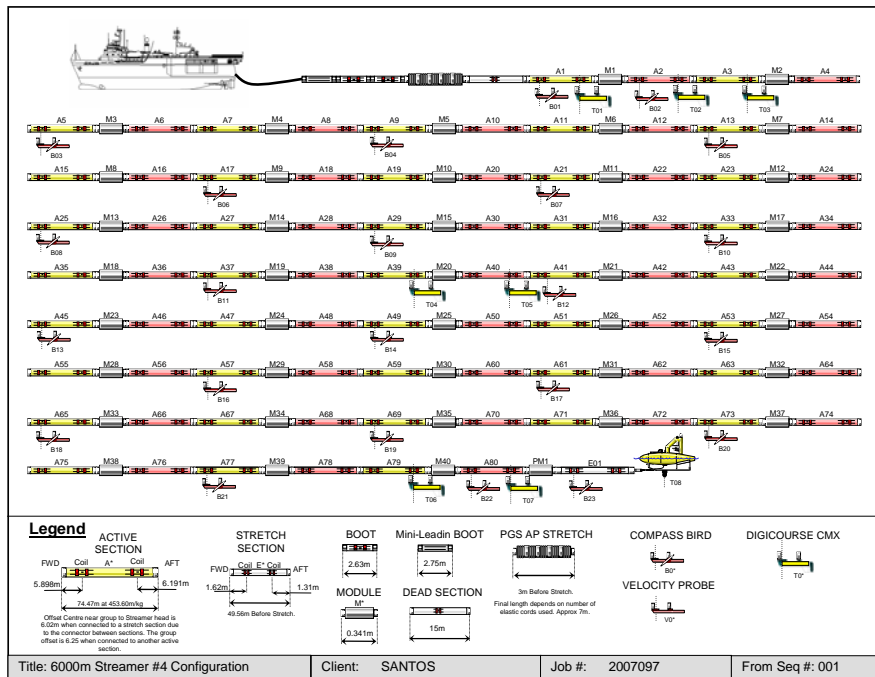 A1 M1 A2 A3 M2 A4
B01 T01 B02 T02 T03
A5 M3 A6 A7 M4 A8 A9 M5 A10 A11 M6 A12 A13 M7 A14
B03 B04 B05
A15 M8 A16 A17 M9 A18 A19 M10 A20 A21 M11 A22 A23 M12 A24
B06 B07
A25 M13 A26 A27 M14 A28 A29 M15 A30 A31 M16 A32 A33 M17 A34
B08 B09 B10
A35 M18 A36 A37 M19 A38 A39 M20 A40 A41 M21 A42 A43 M22 A44
B11 T04 T05 B12
A45 M23 A46 A47 M24 A48 A49 M25 A50 A51 M26 A52 A53 M27 A54
B13 B14 B15
A55 M28 A56 A57 M29 A58 A59 M30 A60 A61 M31 A62 A63 M32 A64
B16 B17
A65 M33 A66 A67 M34 A68 A69 M35 A70 A71 M36 A72 A73 M37 A74
B18 B19 B20
A75 M38 A76 A77 M39 A78 A79 M40 A80 PM1 E01
B21 T06 B22 T07 B23 T08
Legend
ACTIVE
SECTION
FWD Coil A* Coil AFT
5.898m 6.191m
74.47m at 453.60m/kg
Offset Centre near group to Streamer head is
6.02m when connected to a stretch section due
to the connector between sections. The group
offset is 6.25 when connected to another active
section.
STRETCH
SECTION
FWD Coil E* Coil AFT
1.62m 1.31m
49.56m Before Stretch.
BOOT
2.63m
MODULE
M*
0.341m
Mini-Leadin BOOT
2.75m
DEAD SECTION
15m
PGS AP STRETCH
3m Before Stretch.
Final length depends on number of
elastic cords used. Approx 7m.
COMPASS BIRD
B0*
VELOCITY PROBE
V0*
DIGICOURSE CMX
T0*
Title: 6000m Streamer #4 Configuration
Client: SANTOS
Job #: 2007097
From Seq #: 001